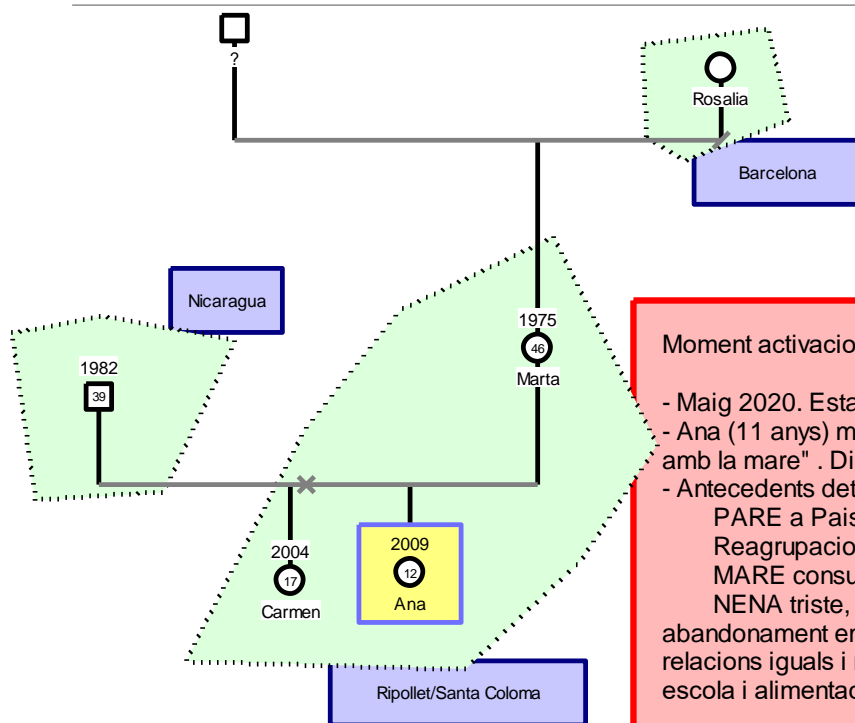 ?
Rosalia
Barcelona
Nicaragua
1982
39
1975
46
Marta
2004
17
Carmen
2009
12
Ana
Ripollet/Santa Coloma
Moment activacio
- Maig 2020. Esta
- Ana (11 anys) m
amb la mare" . Di
- Antecedents det
PARE a Pais
Reagrupacio
MARE consu
NENA triste,
abandonament en
relacions iguals i
escola i alimentac